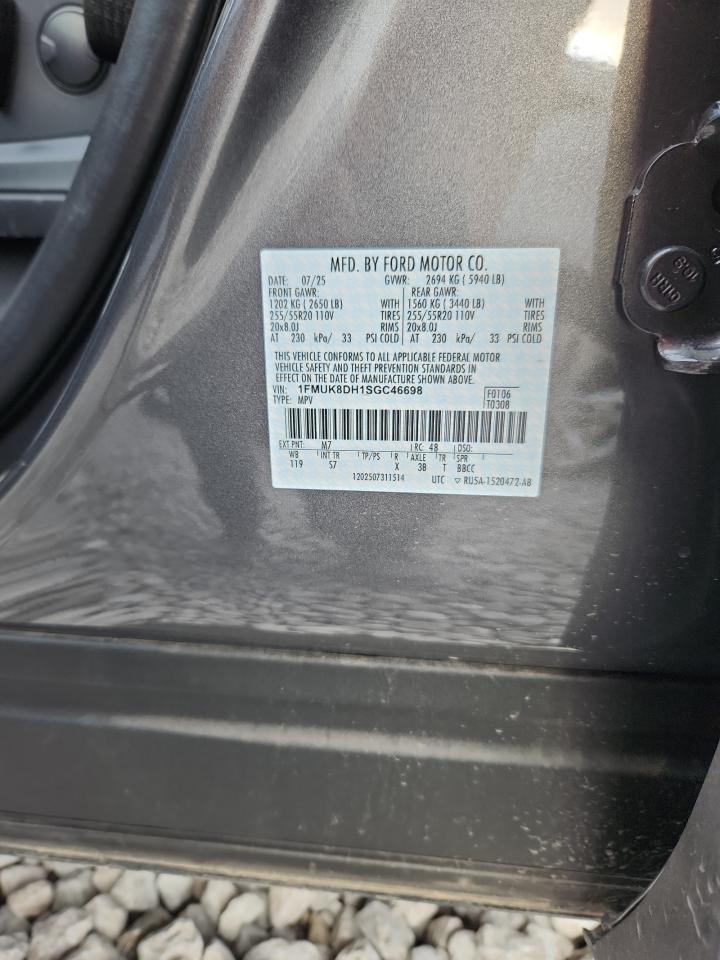 MFD. BY FORD MOTOR CO.
DATE: 07/25 GVWR: 2694 KG ( 5940 LB)
FRONT GAWR: REAR GAWR:
1202 KG ( 2650 LB) WITH 1560 KG ( 3440 LB) WITH
255/55R20 110V TIRES 255/55R20 110V TIRES
20x8.0J RIMS 20x8.0J RIMS
AT 230 kPa/ 33 PSI COLD AT 230 kPa/ 33 PSI COLD
THIS VEHICLE CONFORMS TO ALL APPLICABLE FEDERAL MOTOR
VEHICLE SAFETY AND THEFT PREVENTION STANDARDS IN
EFFECT ON THE DATE OF MANUFACTURE SHOWN ABOVE.
VIN: 1FMUK8DH1SGC46698 F0106
TYPE: MPV T0308
EXT PNT: M7 RC: 48 DSO:
WB INT TR TP/PS R AXLE TR SPR
119 S7 X 3B T BBCC
1202507311514 UTC ▽ RU5A-1520472-AB